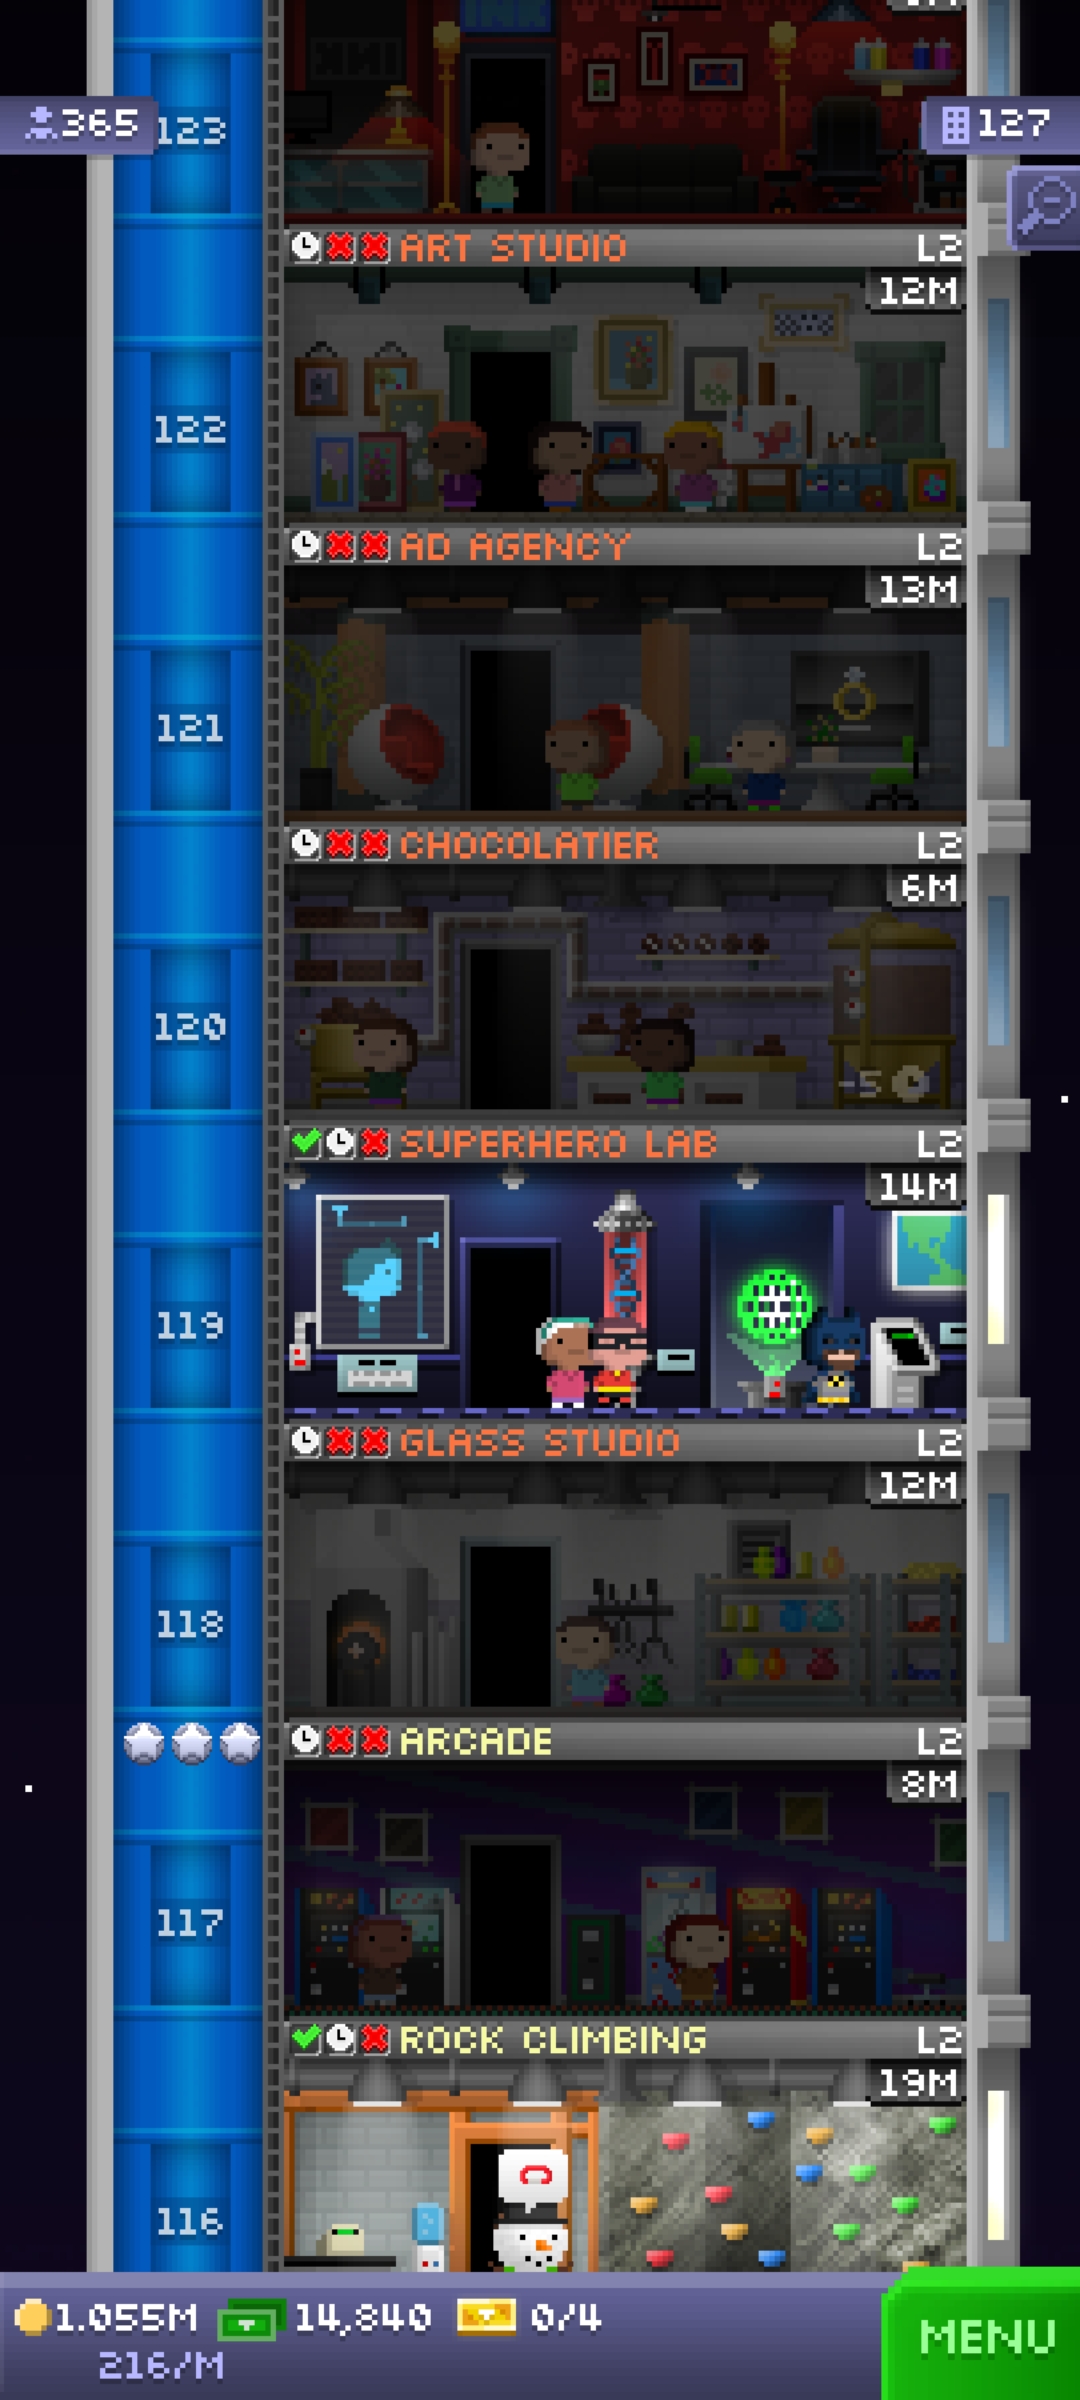 INK
365
123
127
ART STUDIO L2
12M
122
AD AGENCY L2
13M
121
CHOCOLATIER L2
6M
120
-5
SUPERHERO LAB L2
14M
119
GLASS STUDIO L2
12M
118
ARCADE L2
8M
117
ROCK CLIMBING L2
19M
116
1.055M 14,840 0/4
216/M
MENU